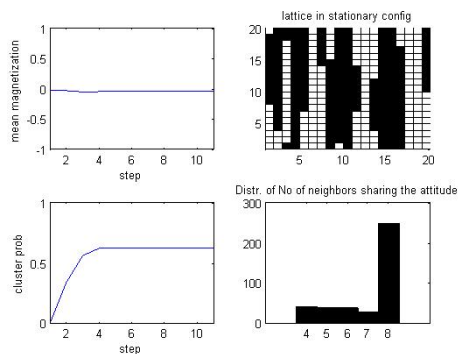 1
0.5
0
-0.5
-1
2 4 6 8 10
step
mean magnetization
lattice in stationary config
20
15
10
5
5 10 15 20
1
0.5
0
2 4 6 8 10
step
cluster prob
Distr. of No of neighbors sharing the attitude
300
200
100
0
4 5 6 7 8